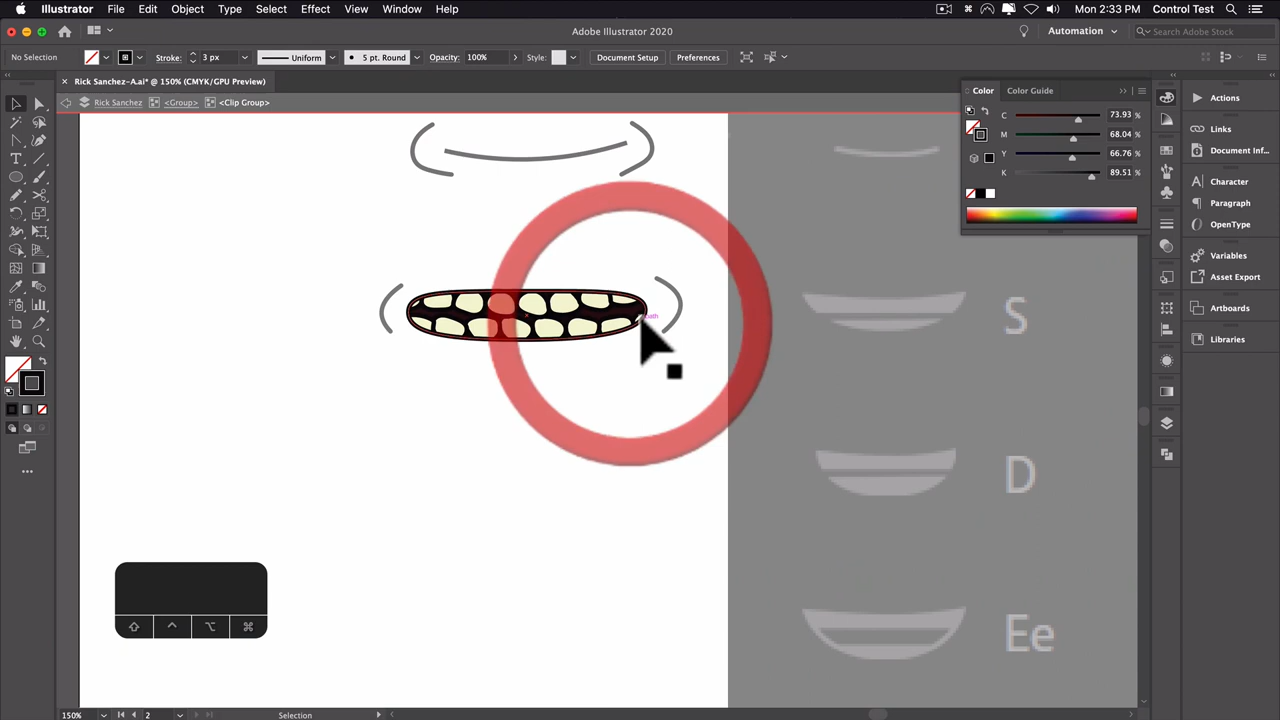 Illustrator File Edit Object Type Select Effect View Window Help Mon 2:33 PM Control Test
Adobe Illustrator 2020 Automation Search Adobe Stock
No Selection Stroke: 3 px Uniform 5 pt. Round Opacity: 100% Style: Document Setup Preferences
× Rick Sanchez-A.ai* @ 150% (CMYK/GPU Preview)
Rick Sanchez <Group> <Clip Group>
Color Color Guide
C 73.93 %
M 68.04 %
Y 66.76 %
K 89.51 %
Actions
Links
Document Inf...
Character
Paragraph
OpenType
Variables
Asset Export
Artboards
Libraries
path
S
D
Ee
150% 2 Selection